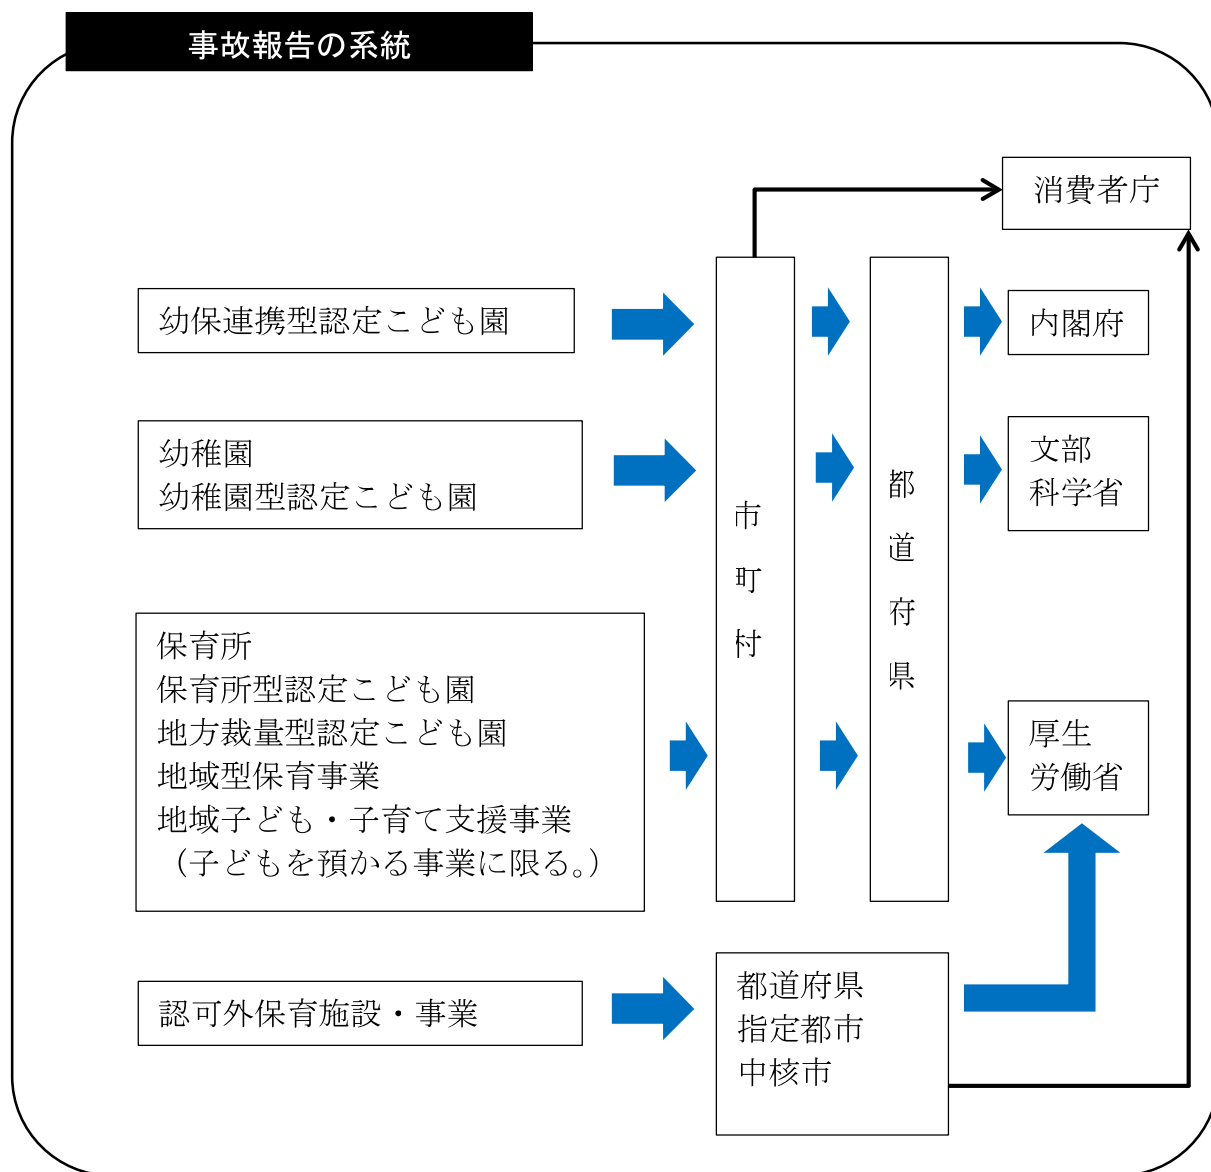 事故報告の系統
消費者庁
幼保連携型認定こども園
内閣府
幼稚園
幼稚園型認定こども園
文部
科学省
市町村
都道府県
保育所
保育所型認定こども園
地方裁量型認定こども園
地域型保育事業
地域子ども・子育て支援事業
（子どもを預かる事業に限る。）
厚生
労働省
認可外保育施設・事業
都道府県
指定都市
中核市